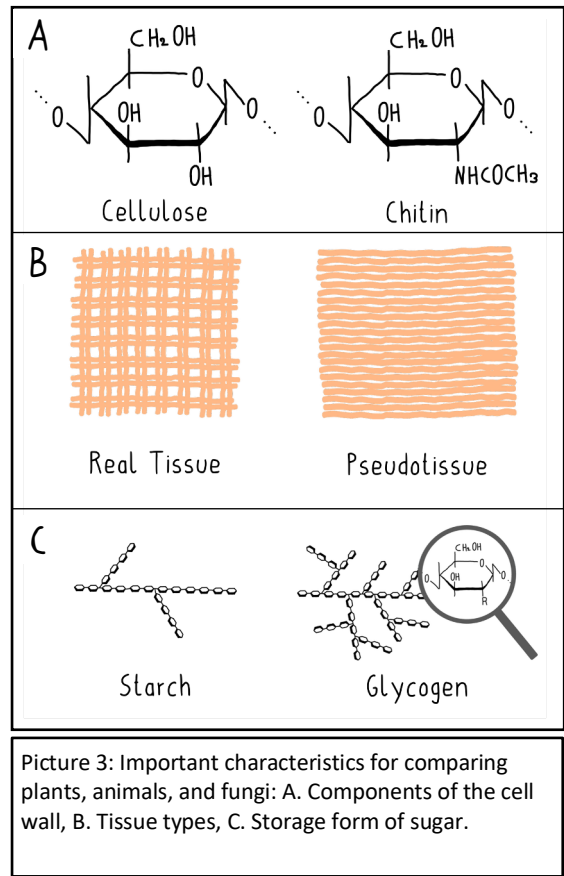 A
CH₂OH CH₂OH
O O
O OH O O OH O
OH NHCOCH₃
Cellulose Chitin
B
Real Tissue Pseudotissue
C
CH₂OH
O
O OH O
R
Starch Glycogen
Picture 3: Important characteristics for comparing
plants, animals, and fungi: A. Components of the cell
wall, B. Tissue types, C. Storage form of sugar.